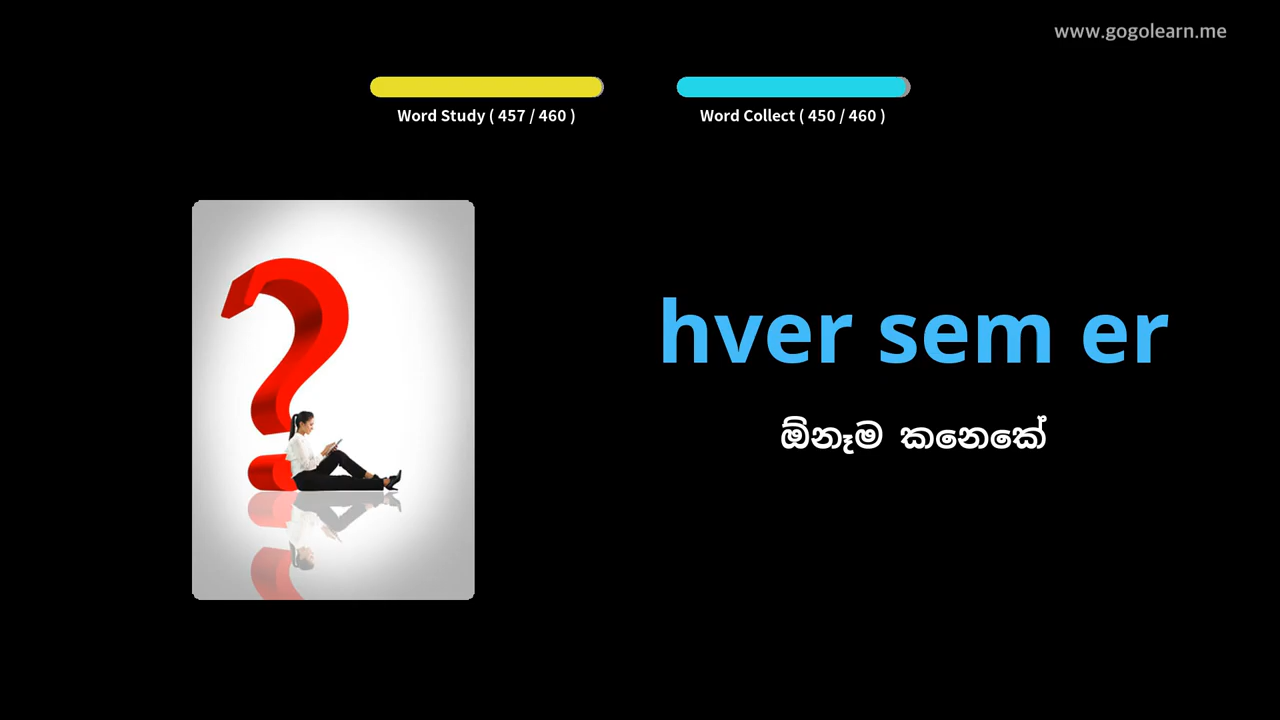 www.gogolearn.me
Word Study ( 457 / 460 )
Word Collect ( 450 / 460 )
hver sem er
ඕනෑම කෙනෙක්